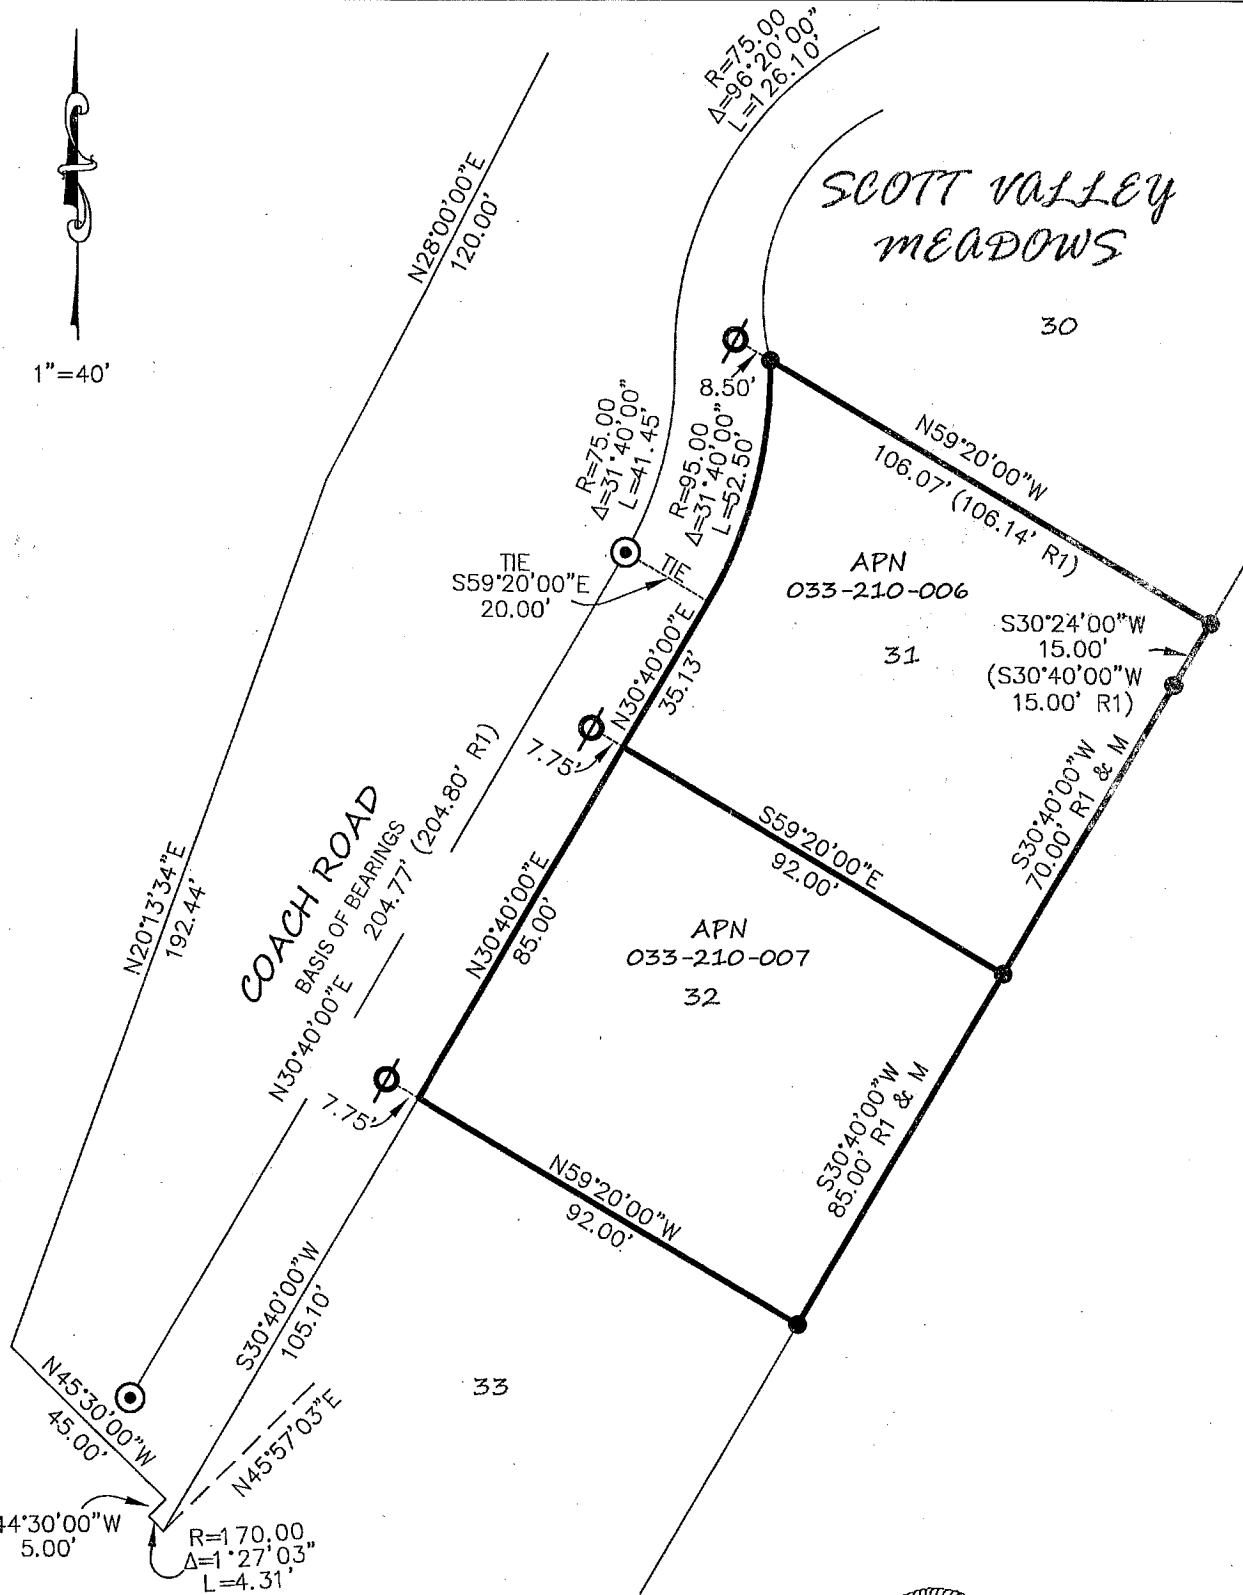 R=75.00
Δ=96°20'00"
L=126.10'
SCOTT VALLEY
MEADOWS
N28°00'00"E
120.00'
30
1"=40'
8.50'
R=75.00
Δ=31°40'00"
L=41.45'
R=95.00
Δ=31°40'00"
L=52.50'
N59°20'00"W
106.07' (106.14' R1)
TIE
S59°20'00"E
20.00'
TIE
APN
033-210-006
31
S30°24'00"W
15.00'
(S30°40'00"W
15.00' R1)
N30°40'00"E
35.13'
7.75'
S30°40'00"W
70.00' R1 & M
S59°20'00"E
92.00'
COACH ROAD
BASIS OF BEARINGS
N30°40'00"E 204.77' (204.80' R1)
N20°13'34"E
192.44'
N30°40'00"E
85.00'
APN
033-210-007
32
7.75'
S30°40'00"W
85.00' R1 & M
N59°20'00"W
92.00'
S30°40'00"W
105.10'
33
N45°30'00"W
45.00'
N45°57'03"E
44°30'00"W
5.00'
R=170.00
Δ=1°27'03"
L=4.31'